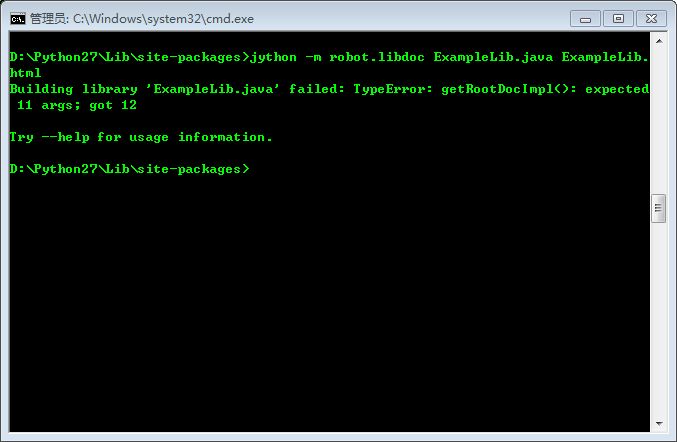 管理员: C:\Windows\system32\cmd.exe
D:\Python27\Lib\site-packages>jython -m robot.libdoc ExampleLib.java ExampleLib.
html
Building library 'ExampleLib.java' failed: TypeError: getRootDocImpl(): expected
 11 args; got 12
Try --help for usage information.
D:\Python27\Lib\site-packages>